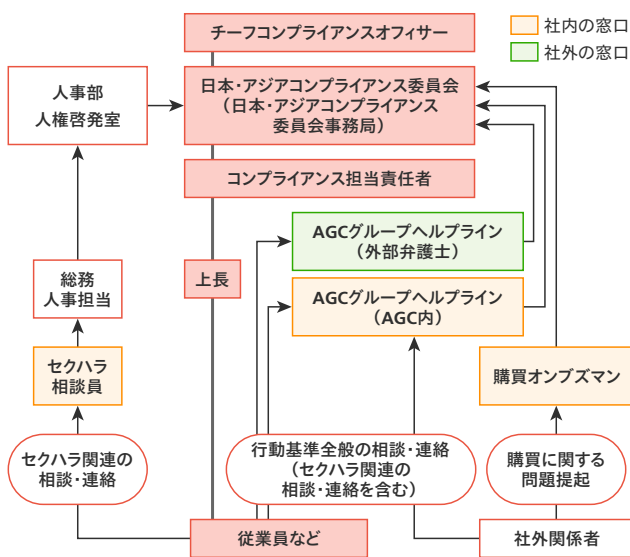 チーフコンプライアンスオフィサー
社内の窓口
社外の窓口
人事部
人権啓発室
日本・アジアコンプライアンス委員会
（日本・アジアコンプライアンス
委員会事務局）
コンプライアンス担当責任者
AGCグループヘルプライン
（外部弁護士）
総務
人事担当
上長
AGCグループヘルプライン
（AGC内）
セクハラ
相談員
購買オンブズマン
セクハラ関連の
相談・連絡
行動基準全般の相談・連絡
（セクハラ関連の
相談・連絡を含む）
購買に関する
問題提起
従業員など
社外関係者